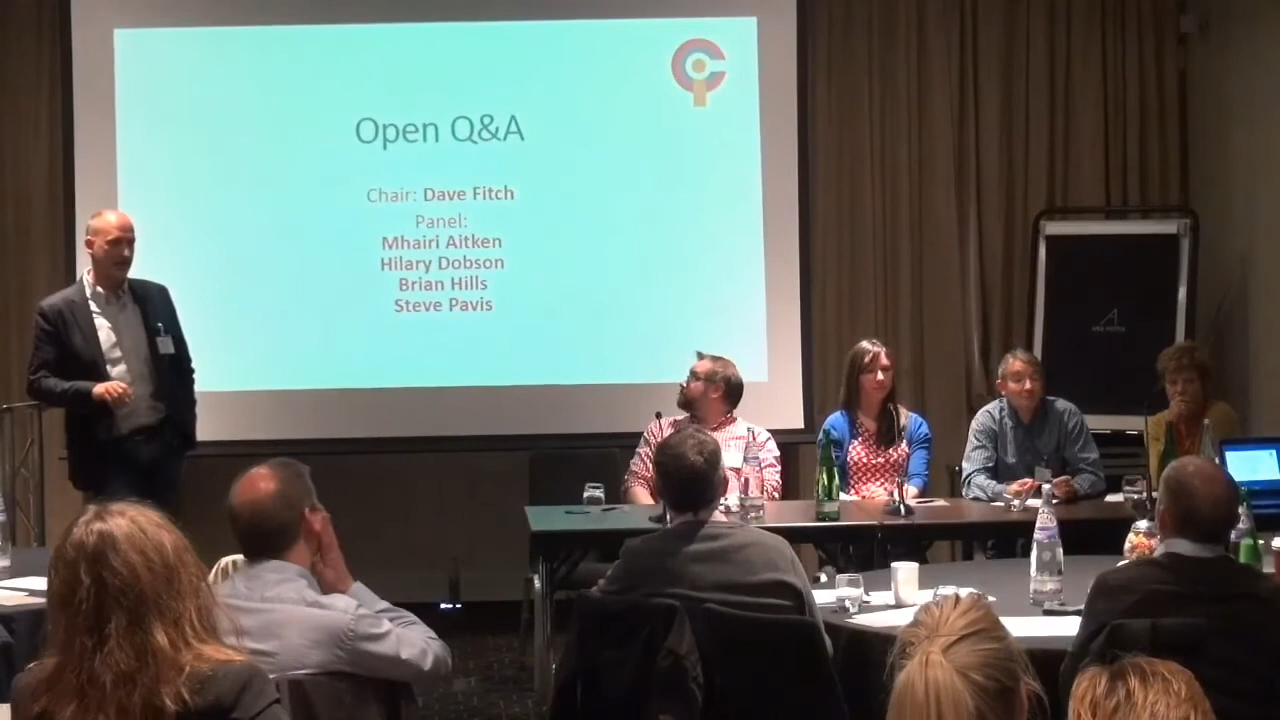 Open Q&A
Chair: Dave Fitch
Panel:
Mhairi Aitken
Hilary Dobson
Brian Hills
Steve Pavis